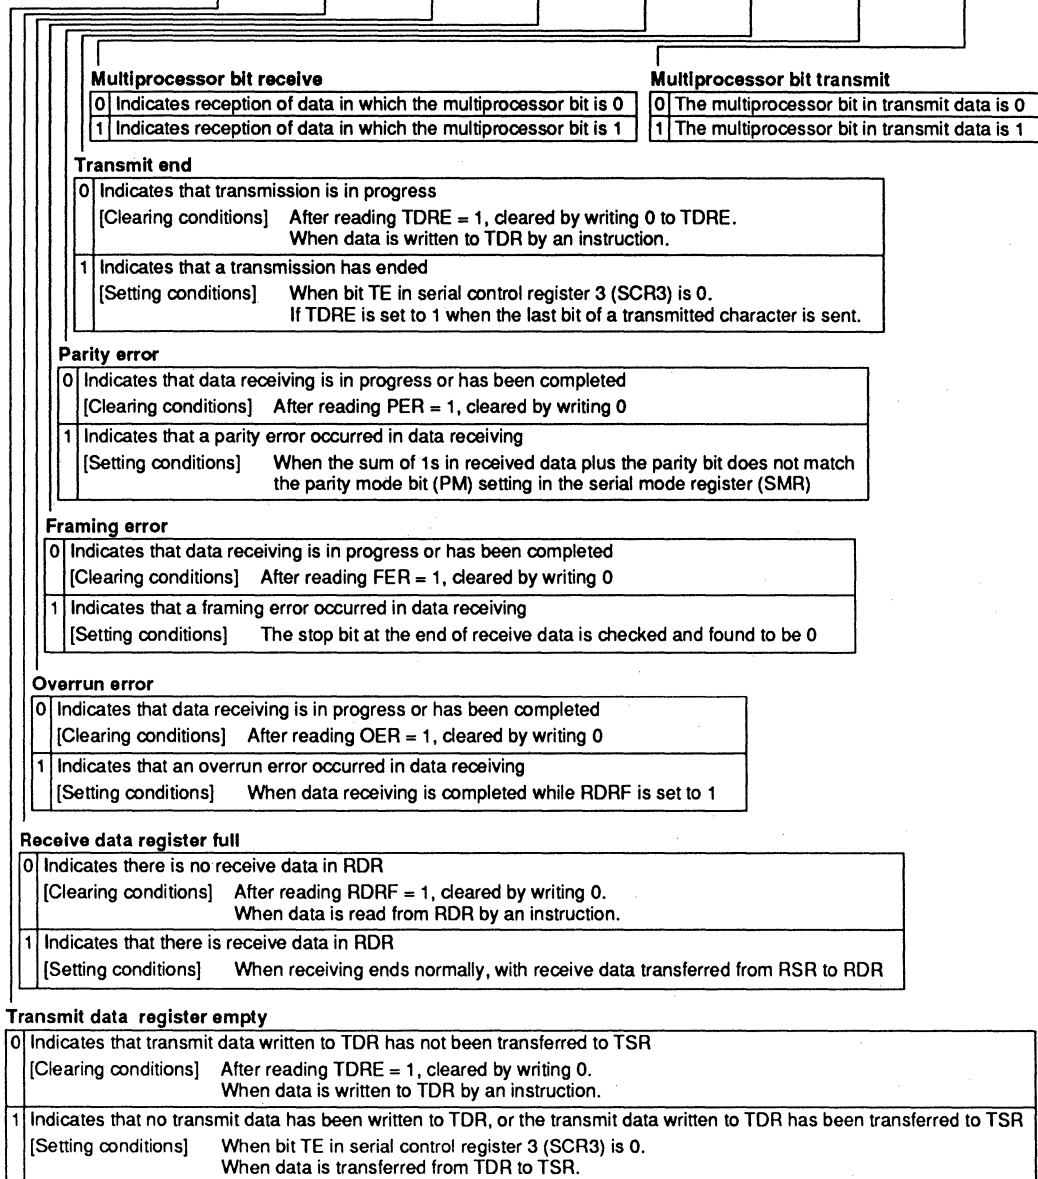 Multiprocessor bit receive
0 Indicates reception of data in which the multiprocessor bit is 0
1 Indicates reception of data in which the multiprocessor bit is 1
Multiprocessor bit transmit
0 The multiprocessor bit in transmit data is 0
1 The multiprocessor bit in transmit data is 1
Transmit end
0 Indicates that transmission is in progress
[Clearing conditions] After reading TDRE = 1, cleared by writing 0 to TDRE.
When data is written to TDR by an instruction.
1 Indicates that a transmission has ended
[Setting conditions] When bit TE in serial control register 3 (SCR3) is 0.
If TDRE is set to 1 when the last bit of a transmitted character is sent.
Parity error
0 Indicates that data receiving is in progress or has been completed
[Clearing conditions] After reading PER = 1, cleared by writing 0
1 Indicates that a parity error occurred in data receiving
[Setting conditions] When the sum of 1s in received data plus the parity bit does not match
the parity mode bit (PM) setting in the serial mode register (SMR)
Framing error
0 Indicates that data receiving is in progress or has been completed
[Clearing conditions] After reading FER = 1, cleared by writing 0
1 Indicates that a framing error occurred in data receiving
[Setting conditions] The stop bit at the end of receive data is checked and found to be 0
Overrun error
0 Indicates that data receiving is in progress or has been completed
[Clearing conditions] After reading OER = 1, cleared by writing 0
1 Indicates that an overrun error occurred in data receiving
[Setting conditions] When data receiving is completed while RDRF is set to 1
Receive data register full
0 Indicates there is no receive data in RDR
[Clearing conditions] After reading RDRF = 1, cleared by writing 0.
When data is read from RDR by an instruction.
1 Indicates that there is receive data in RDR
[Setting conditions] When receiving ends normally, with receive data transferred from RSR to RDR
Transmit data register empty
0 Indicates that transmit data written to TDR has not been transferred to TSR
[Clearing conditions] After reading TDRE = 1, cleared by writing 0.
When data is written to TDR by an instruction.
1 Indicates that no transmit data has been written to TDR, or the transmit data written to TDR has been transferred to TSR
[Setting conditions] When bit TE in serial control register 3 (SCR3) is 0.
When data is transferred from TDR to TSR.